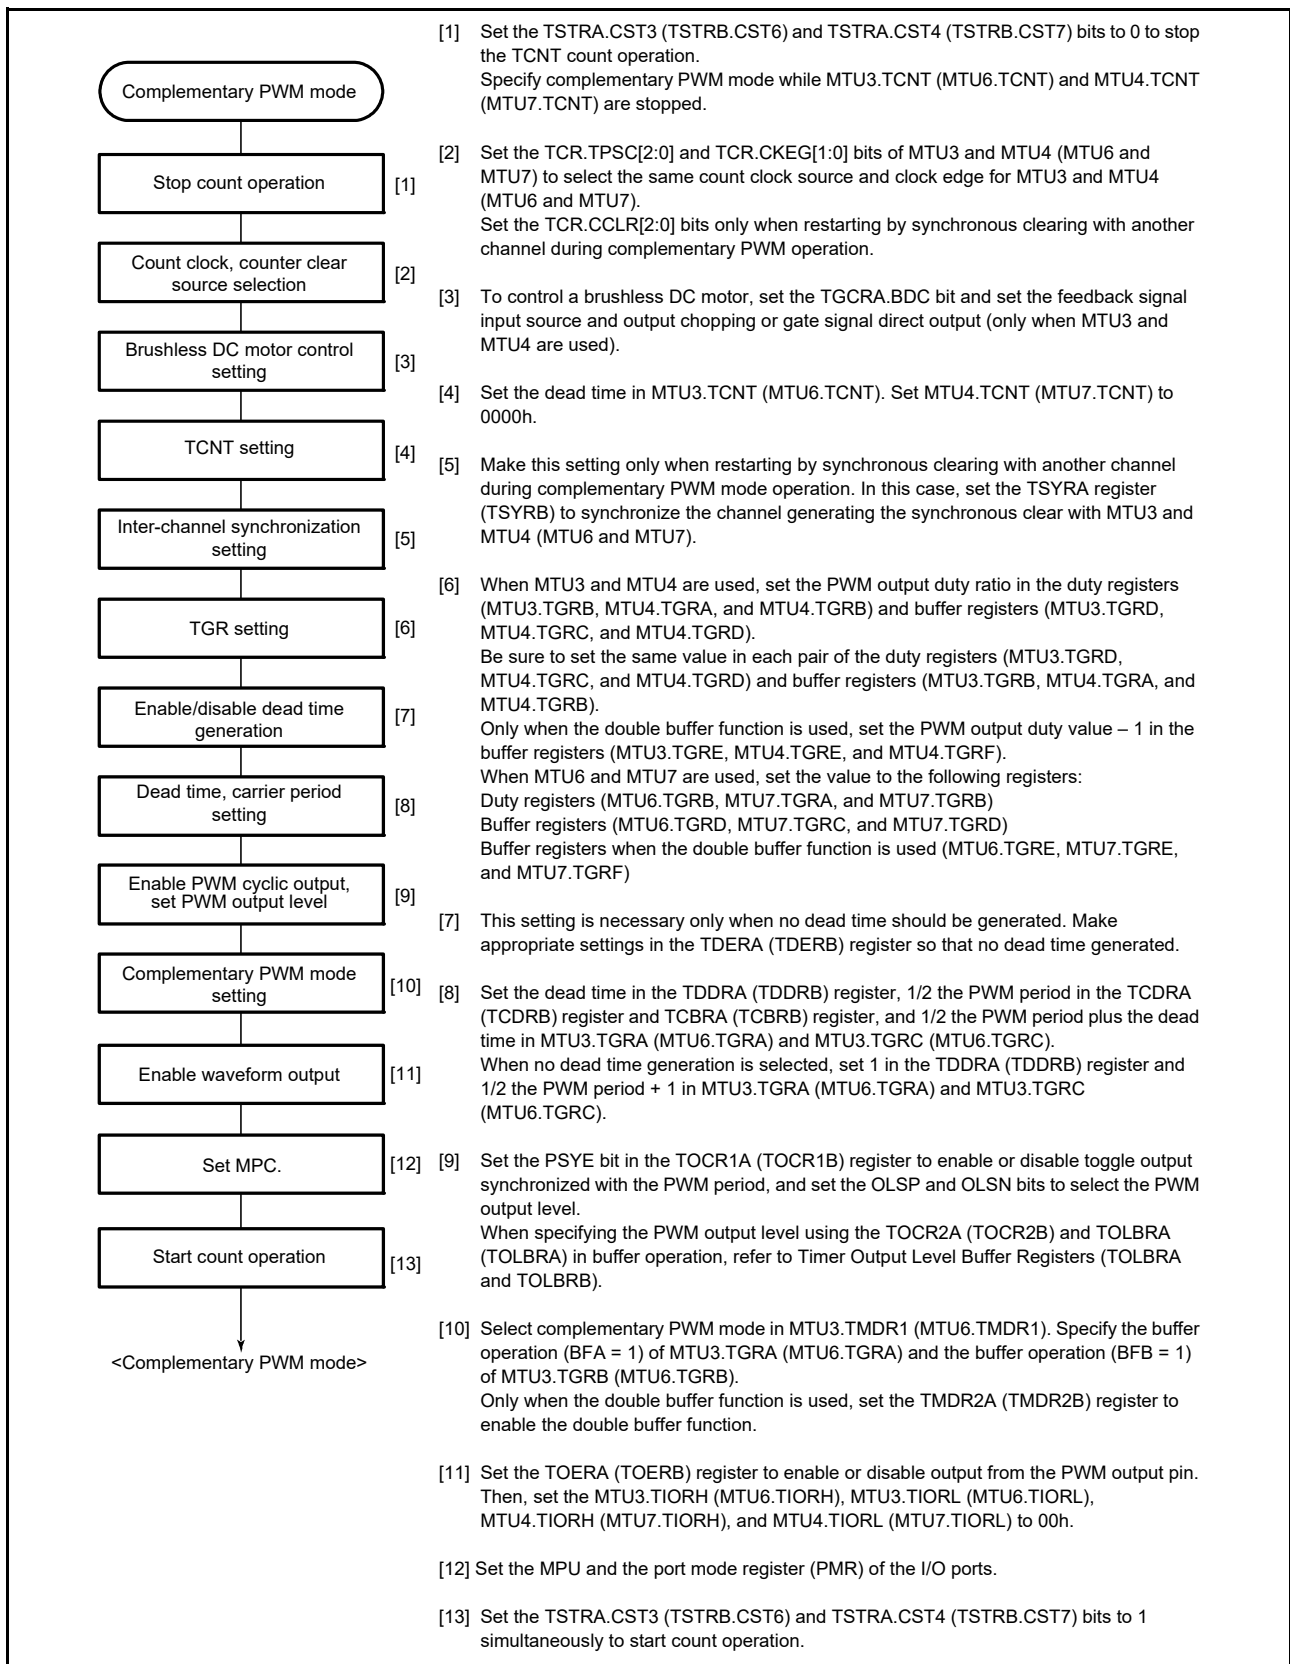 Complementary PWM mode
Stop count operation
[1]
Count clock, counter clear
source selection
[2]
Brushless DC motor control
setting
[3]
TCNT setting
[4]
Inter-channel synchronization
setting
[5]
TGR setting
[6]
Enable/disable dead time
generation
[7]
Dead time, carrier period
setting
[8]
Enable PWM cyclic output,
set PWM output level
[9]
Complementary PWM mode
setting
[10]
Enable waveform output
[11]
Set MPC.
[12]
Start count operation
[13]
<Complementary PWM mode>
[1] Set the TSTRA.CST3 (TSTRB.CST6) and TSTRA.CST4 (TSTRB.CST7) bits to 0 to stop
the TCNT count operation.
Specify complementary PWM mode while MTU3.TCNT (MTU6.TCNT) and MTU4.TCNT
(MTU7.TCNT) are stopped.
[2] Set the TCR.TPSC[2:0] and TCR.CKEG[1:0] bits of MTU3 and MTU4 (MTU6 and
MTU7) to select the same count clock source and clock edge for MTU3 and MTU4
(MTU6 and MTU7).
Set the TCR.CCLR[2:0] bits only when restarting by synchronous clearing with another
channel during complementary PWM operation.
[3] To control a brushless DC motor, set the TGCRA.BDC bit and set the feedback signal
input source and output chopping or gate signal direct output (only when MTU3 and
MTU4 are used).
[4] Set the dead time in MTU3.TCNT (MTU6.TCNT). Set MTU4.TCNT (MTU7.TCNT) to
0000h.
[5] Make this setting only when restarting by synchronous clearing with another channel
during complementary PWM mode operation. In this case, set the TSYRA register
(TSYRB) to synchronize the channel generating the synchronous clear with MTU3 and
MTU4 (MTU6 and MTU7).
[6] When MTU3 and MTU4 are used, set the PWM output duty ratio in the duty registers
(MTU3.TGRB, MTU4.TGRA, and MTU4.TGRB) and buffer registers (MTU3.TGRD,
MTU4.TGRC, and MTU4.TGRD).
Be sure to set the same value in each pair of the duty registers (MTU3.TGRD,
MTU4.TGRC, and MTU4.TGRD) and buffer registers (MTU3.TGRB, MTU4.TGRA, and
MTU4.TGRB).
Only when the double buffer function is used, set the PWM output duty value – 1 in the
buffer registers (MTU3.TGRE, MTU4.TGRE, and MTU4.TGRF).
When MTU6 and MTU7 are used, set the value to the following registers:
Duty registers (MTU6.TGRB, MTU7.TGRA, and MTU7.TGRB)
Buffer registers (MTU6.TGRD, MTU7.TGRC, and MTU7.TGRD)
Buffer registers when the double buffer function is used (MTU6.TGRE, MTU7.TGRE,
and MTU7.TGRF)
[7] This setting is necessary only when no dead time should be generated. Make
appropriate settings in the TDERA (TDERB) register so that no dead time generated.
[8] Set the dead time in the TDDRA (TDDRB) register, 1/2 the PWM period in the TCDRA
(TCDRB) register and TCBRA (TCBRB) register, and 1/2 the PWM period plus the dead
time in MTU3.TGRA (MTU6.TGRA) and MTU3.TGRC (MTU6.TGRC).
When no dead time generation is selected, set 1 in the TDDRA (TDDRB) register and
1/2 the PWM period + 1 in MTU3.TGRA (MTU6.TGRA) and MTU3.TGRC
(MTU6.TGRC).
[9] Set the PSYE bit in the TOCR1A (TOCR1B) register to enable or disable toggle output
synchronized with the PWM period, and set the OLSP and OLSN bits to select the PWM
output level.
When specifying the PWM output level using the TOCR2A (TOCR2B) and TOLBRA
(TOLBRA) in buffer operation, refer to Timer Output Level Buffer Registers (TOLBRA
and TOLBRB).
[10] Select complementary PWM mode in MTU3.TMDR1 (MTU6.TMDR1). Specify the buffer
operation (BFA = 1) of MTU3.TGRA (MTU6.TGRA) and the buffer operation (BFB = 1)
of MTU3.TGRB (MTU6.TGRB).
Only when the double buffer function is used, set the TMDR2A (TMDR2B) register to
enable the double buffer function.
[11] Set the TOERA (TOERB) register to enable or disable output from the PWM output pin.
Then, set the MTU3.TIORH (MTU6.TIORH), MTU3.TIORL (MTU6.TIORL),
MTU4.TIORH (MTU7.TIORH), and MTU4.TIORL (MTU7.TIORL) to 00h.
[12] Set the MPU and the port mode register (PMR) of the I/O ports.
[13] Set the TSTRA.CST3 (TSTRB.CST6) and TSTRA.CST4 (TSTRB.CST7) bits to 1
simultaneously to start count operation.